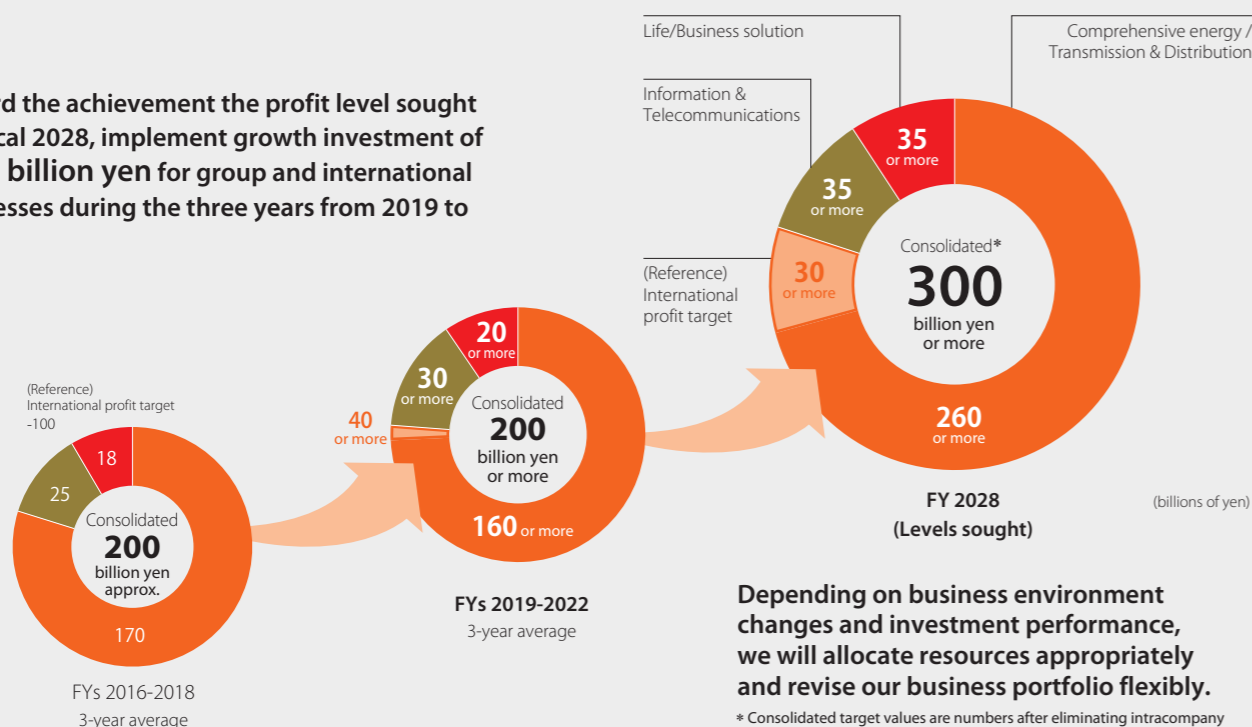 rd the achievement the profit level sought
cal 2028, implement growth investment of
billion yen for group and international
esses during the three years from 2019 to
(Reference)
International profit target
-100
18
25
Consolidated
200
billion yen
approx.
170
FYs 2016-2018
3-year average
20
or more
30
or more
40
or more
Consolidated
200
billion yen
or more
160 or more
FYs 2019-2022
3-year average
Life/Business solution
Comprehensive energy /
Transmission & Distribution
Information &
Telecommunications
(Reference)
International
profit target
35
or more
35
or more
30
or more
Consolidated*
300
billion yen
or more
260
or more
FY 2028
(Levels sought)
(billions of yen)
Depending on business environment
changes and investment performance,
we will allocate resources appropriately
and revise our business portfolio flexibly.
* Consolidated target values are numbers after eliminating intracompany